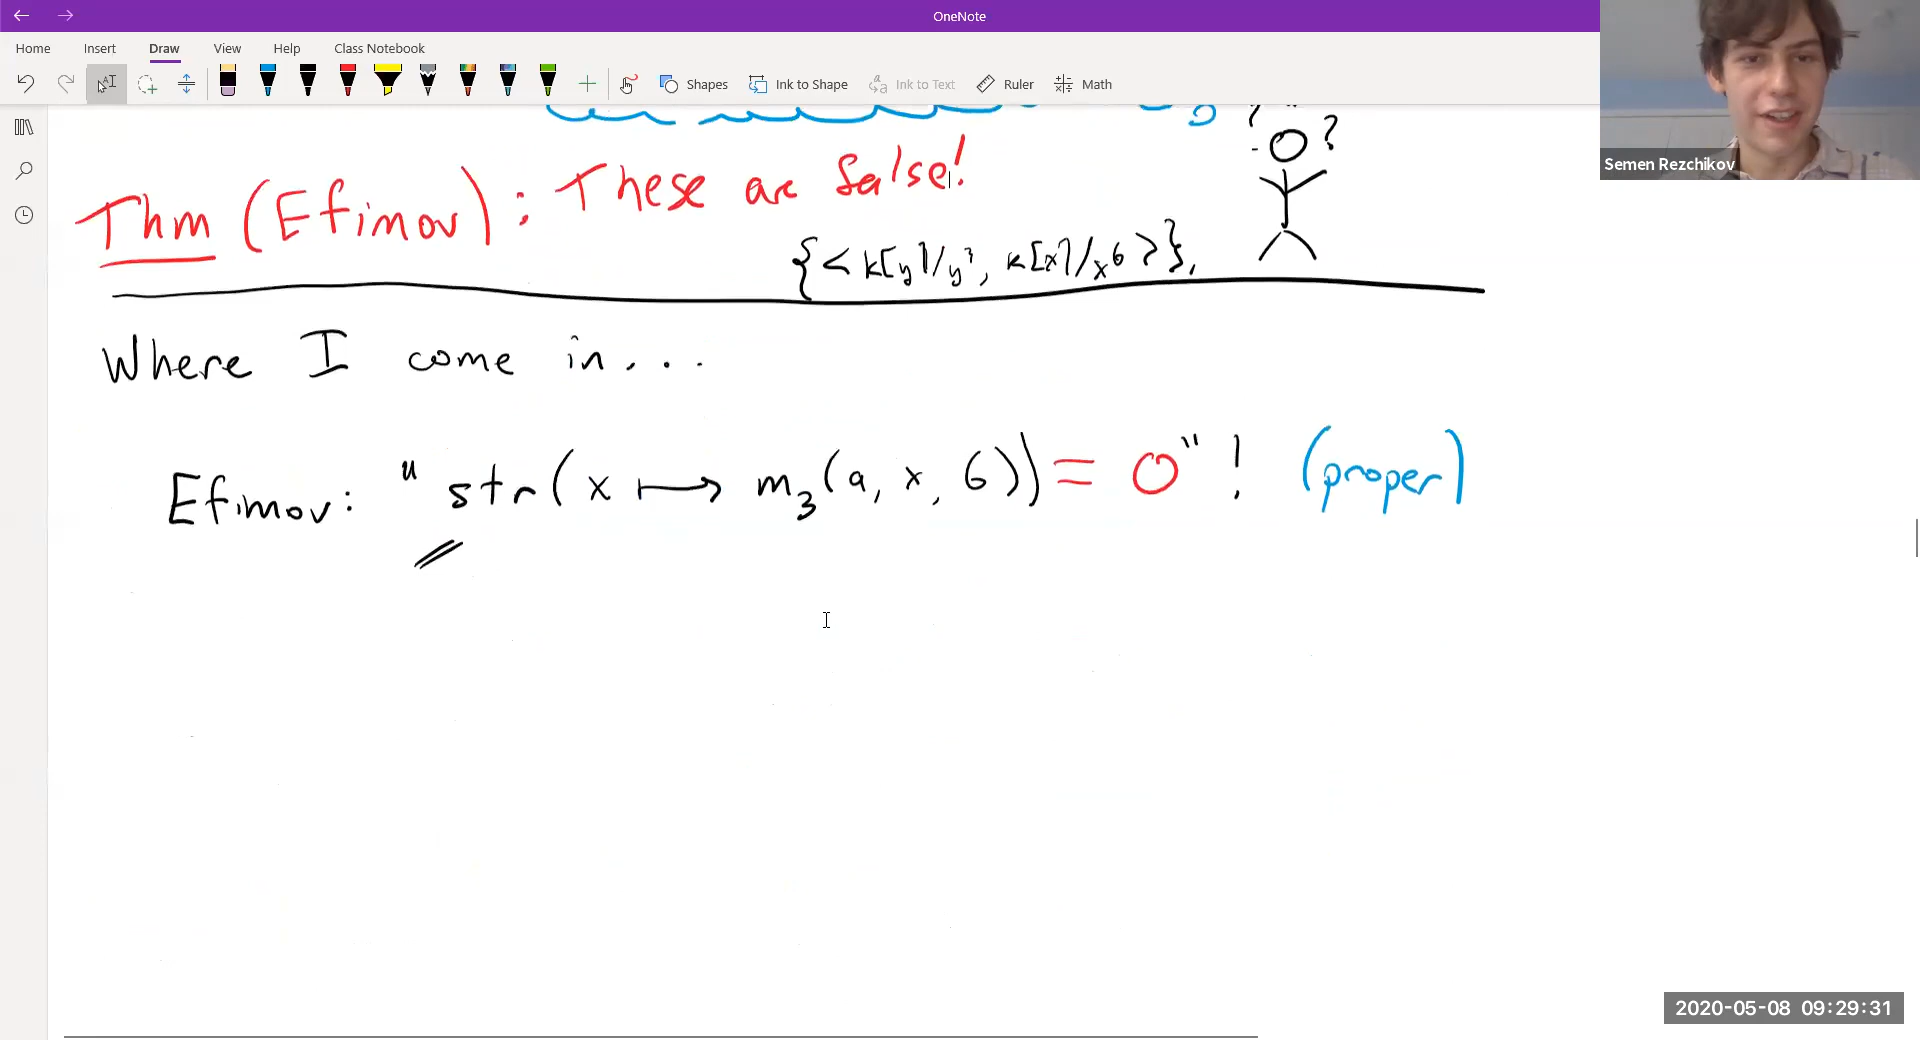 OneNote
Home Insert Draw View Help Class Notebook
Shapes Ink to Shape Ink to Text Ruler Math
Semen Rezchikov
? ?
Thm (Efimov): These are false!
{< k[y]/y³, k[x]/x⁶ >},
Where I come in...
Efimov: "str(x ⟼ m₃(a, x, b)) = 0"! (proper)
2020-05-08 09:29:31